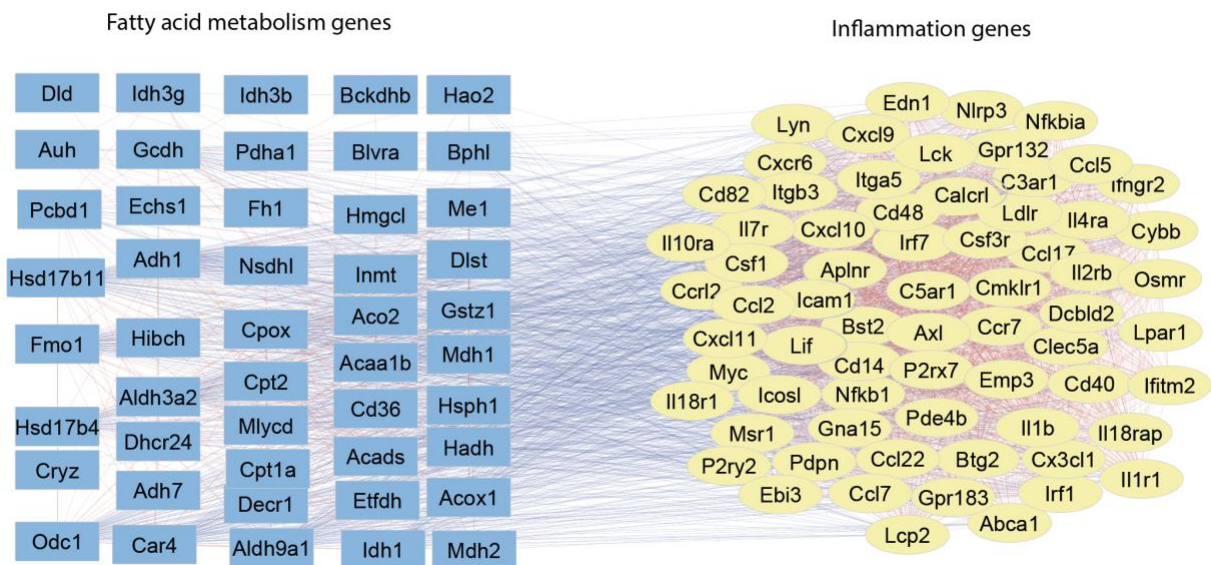 Fatty acid metabolism genes
Inflammation genes
Dld
Idh3g
Idh3b
Bckdhb
Hao2
Auh
Gcdh
Pdha1
Blvra
Bphl
Pcbd1
Echs1
Fh1
Hmgcl
Me1
Hsd17b11
Adh1
Nsdhl
Inmt
Dlst
Fmo1
Hibch
Cpox
Aco2
Gstz1
Acaa1b
Mdh1
Aldh3a2
Cpt2
Cd36
Hsph1
Hsd17b4
Dhcr24
Mlycd
Acads
Hadh
Cryz
Adh7
Cpt1a
Decr1
Etfdh
Acox1
Odc1
Car4
Aldh9a1
Idh1
Mdh2
Edn1
Nlrp3
Nfkbia
Lyn
Cxcl9
Lck
Gpr132
Ccl5
Cxcr6
Itgb3
Itga5
Calcrl
C3ar1
Ifngr2
Cd82
Cd48
Ldlr
Il4ra
Cybb
Il10ra
Il7r
Cxcl10
Irf7
Csf3r
Ccl17
Csf1
Aplnr
Il2rb
Osmr
Ccrl2
Ccl2
Icam1
C5ar1
Cmklr1
Dcbld2
Cxcl11
Lif
Bst2
Axl
Ccr7
Clec5a
Lpar1
Myc
Cd14
P2rx7
Emp3
Cd40
Ifitm2
Il18r1
Icosl
Nfkb1
Pde4b
Msr1
Gna15
Il1b
Il18rap
P2ry2
Pdpn
Ccl22
Btg2
Cx3cl1
Il1r1
Ebi3
Ccl7
Gpr183
Irf1
Lcp2
Abca1